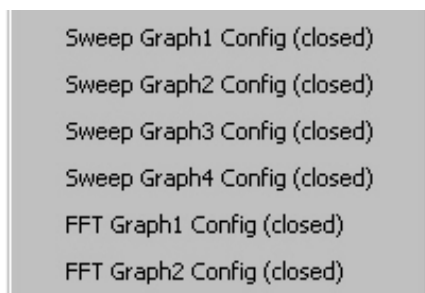 Sweep Graph1 Config (closed)
Sweep Graph2 Config (closed)
Sweep Graph3 Config (closed)
Sweep Graph4 Config (closed)
FFT Graph1 Config (closed)
FFT Graph2 Config (closed)